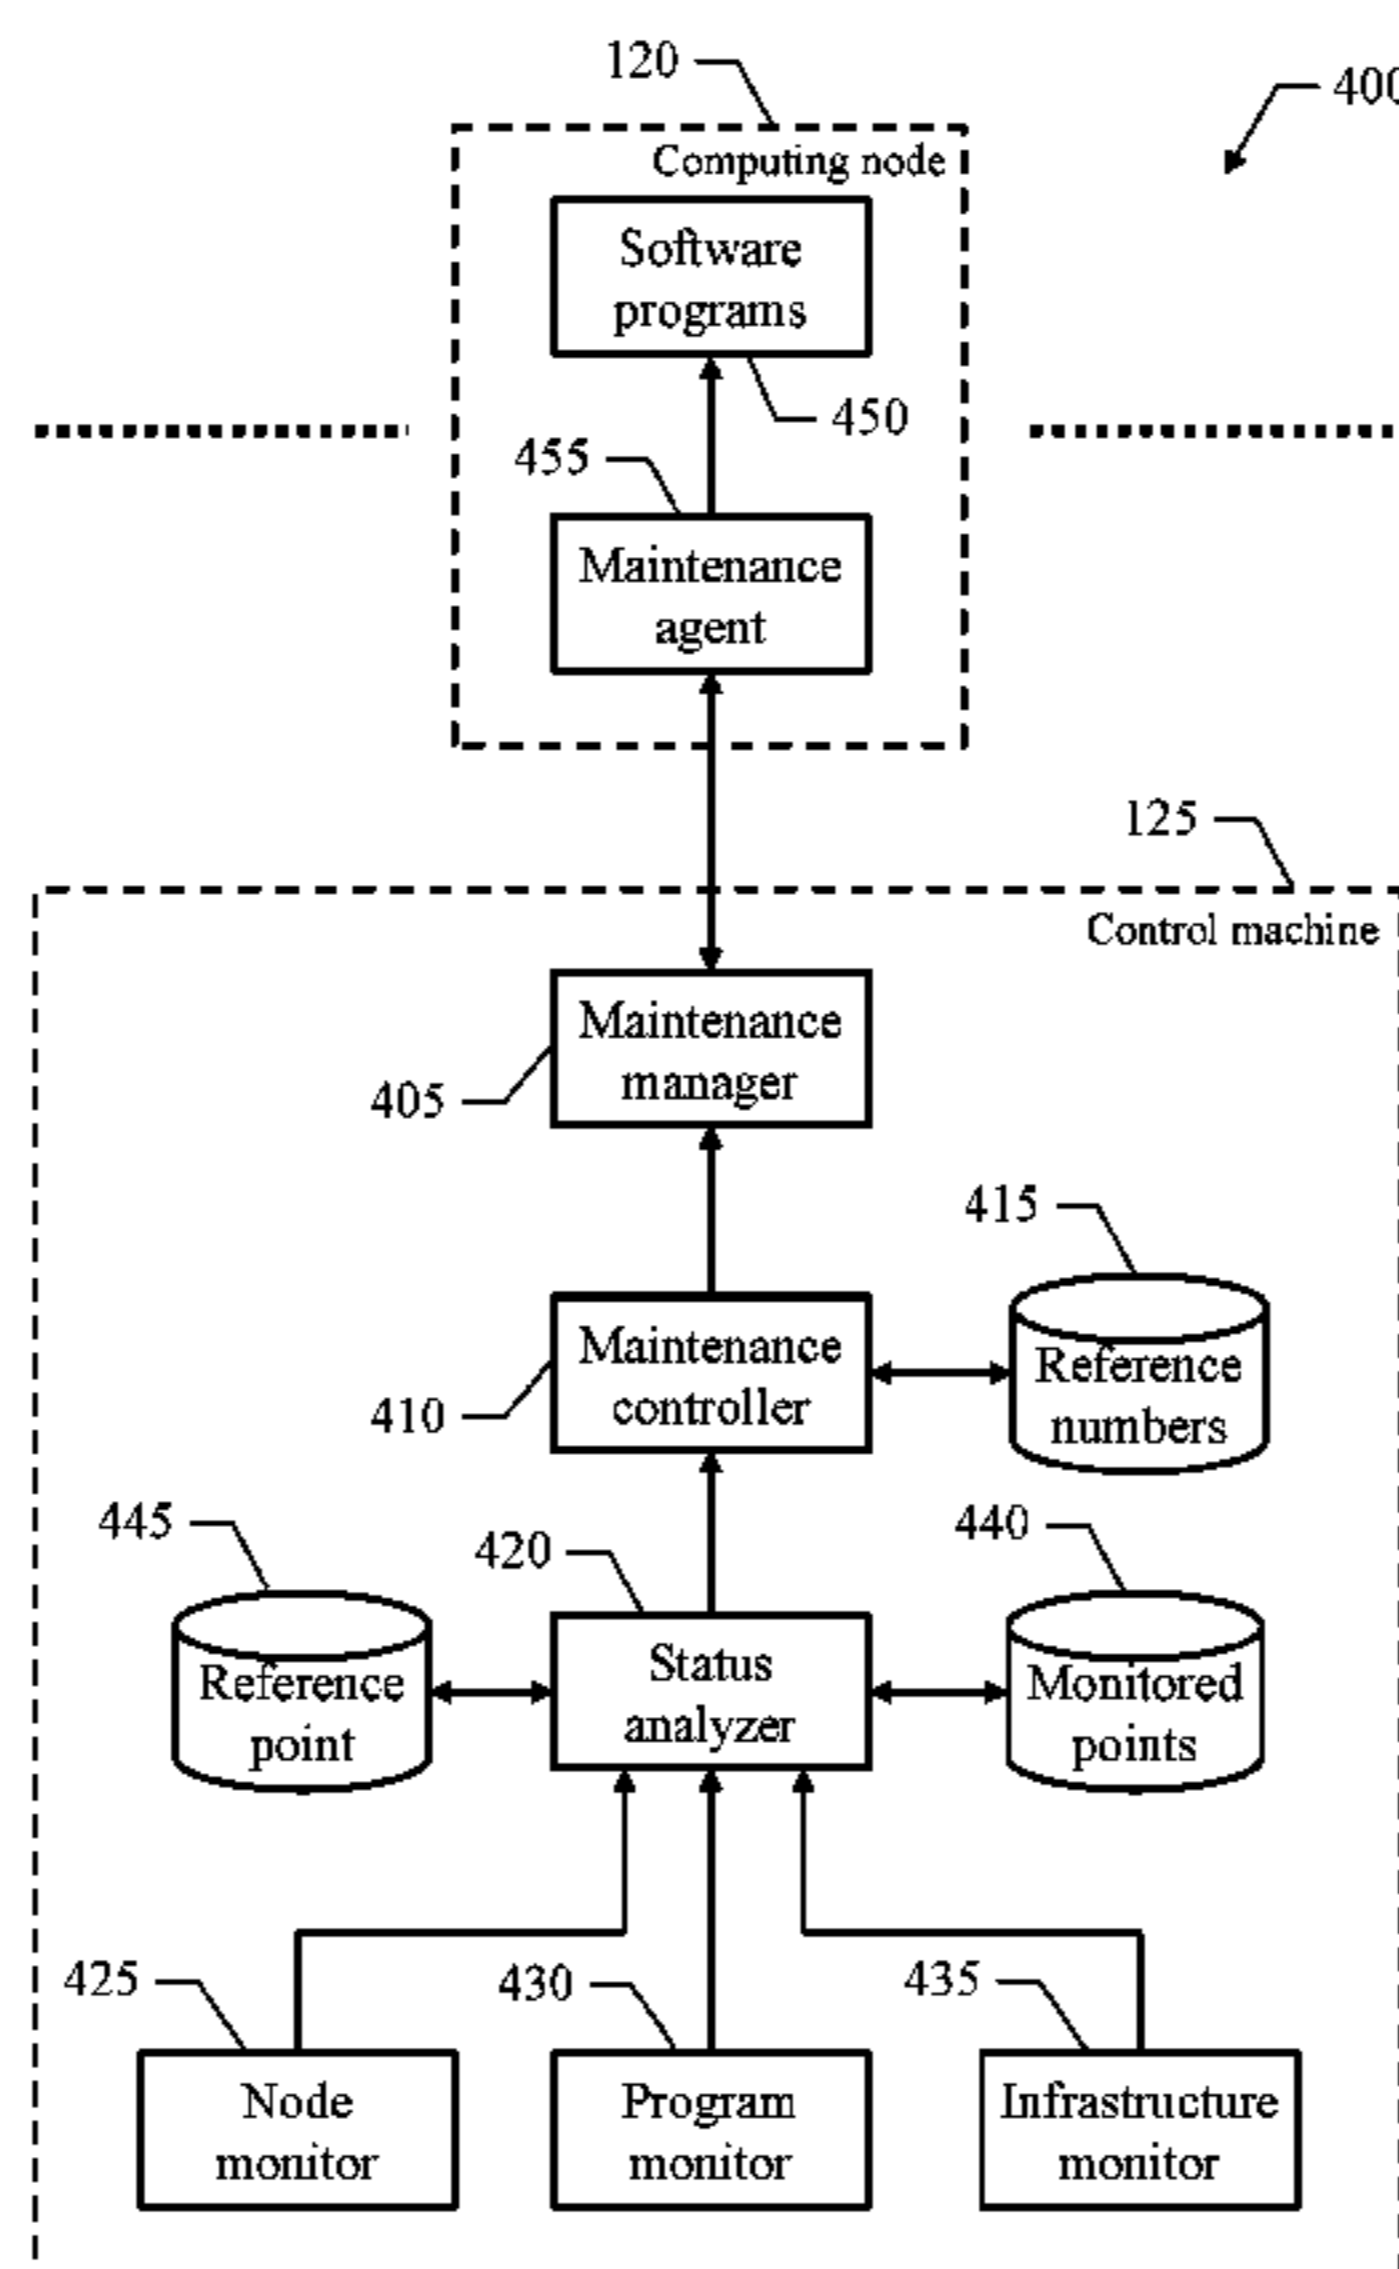 120
400
Computing node
Software
programs
450
455
Maintenance
agent
125
Control machine
Maintenance
manager
405
415
Maintenance
controller
410
Reference
numbers
445
420
440
Reference
point
Status
analyzer
Monitored
points
425
430
435
Node
monitor
Program
monitor
Infrastructure
monitor